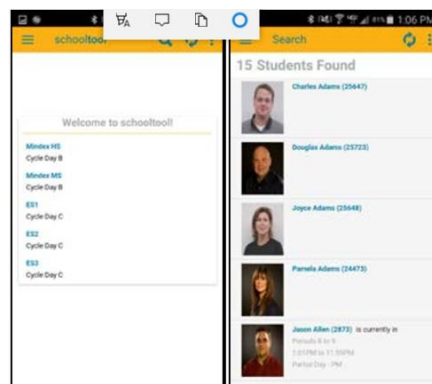 schooltool
Welcome to schooltool!
Mindex HS
Cycle Day B
Mindex MS
Cycle Day B
ES1
Cycle Day C
ES2
Cycle Day C
ES3
Cycle Day C
81% 1:06 PM
Search
15 Students Found
Charles Adams (25647)
Douglas Adams (25723)
Joyce Adams (25648)
Pamela Adams (24473)
Jason Allen (2873) is currently in
Periods 8 to 9
1:01PM to 11:59PM
Partial Day - PM